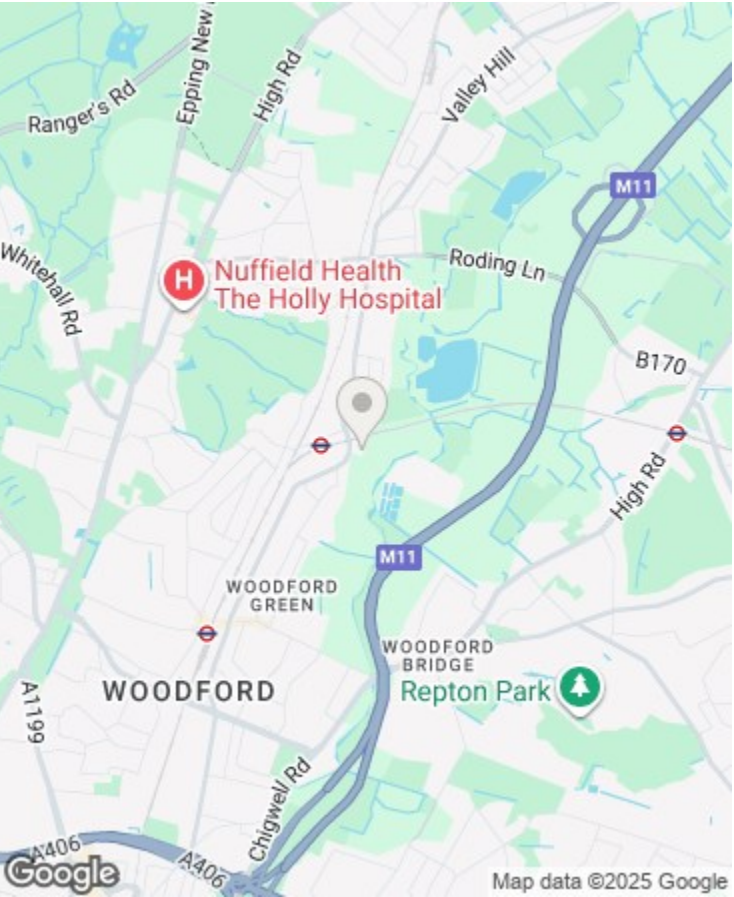 Ranger's Rd
Epping New
High Rd
Valley Hill
M11
Whitehall Rd
H
Nuffield Health
The Holly Hospital
Roding Ln
B170
High Rd
M11
WOODFORD
GREEN
WOODFORD
BRIDGE
WOODFORD
Repton Park
A1199
Chigwell Rd
A406
A406
Google
Map data ©2025 Google